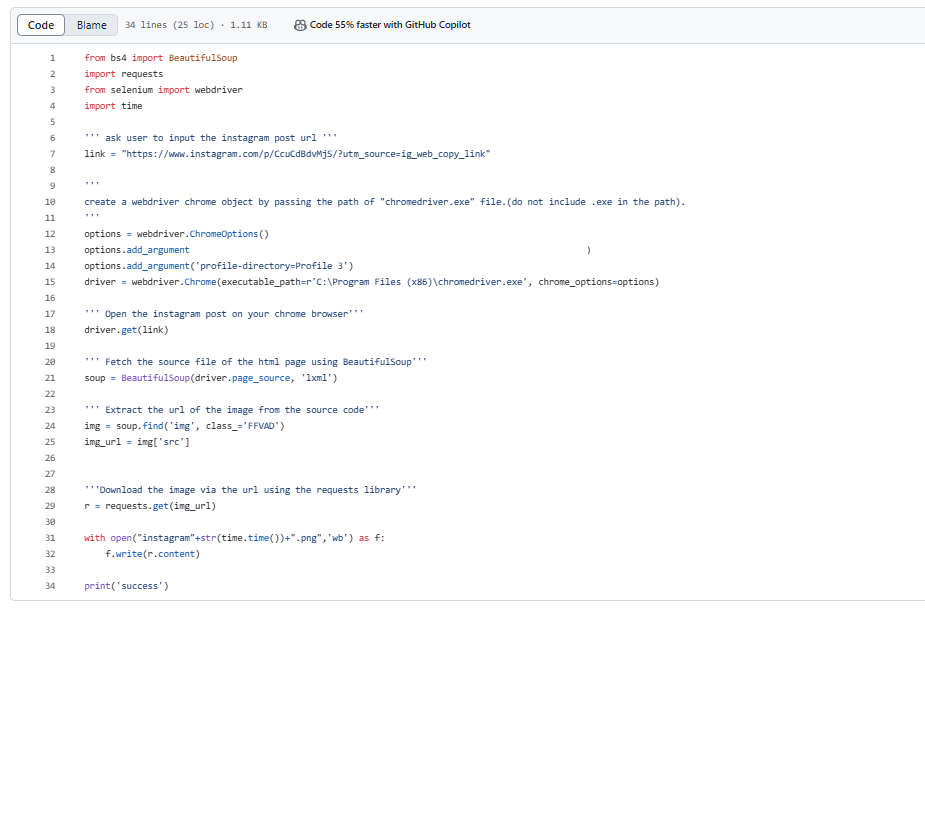 Code Blame 34 lines (25 loc) · 1.11 KB Code 55% faster with GitHub Copilot
1 from bs4 import BeautifulSoup
2 import requests
3 from selenium import webdriver
4 import time
5
6 ''' ask user to input the instagram post url '''
7 link = "https://www.instagram.com/p/CcuCdBdvMjS/?utm_source=ig_web_copy_link"
8
9 '''
10 create a webdriver chrome object by passing the path of "chromedriver.exe" file.(do not include .exe in the path).
11 '''
12 options = webdriver.ChromeOptions()
13 options.add_argument )
14 options.add_argument('profile-directory=Profile 3')
15 driver = webdriver.Chrome(executable_path=r'C:\Program Files (x86)\chromedriver.exe', chrome_options=options)
16
17 ''' Open the instagram post on your chrome browser'''
18 driver.get(link)
19
20 ''' Fetch the source file of the html page using BeautifulSoup'''
21 soup = BeautifulSoup(driver.page_source, 'lxml')
22
23 ''' Extract the url of the image from the source code'''
24 img = soup.find('img', class_='FFVAD')
25 img_url = img['src']
26
27
28 '''Download the image via the url using the requests library'''
29 r = requests.get(img_url)
30
31 with open("instagram"+str(time.time())+".png",'wb') as f:
32     f.write(r.content)
33
34 print('success')